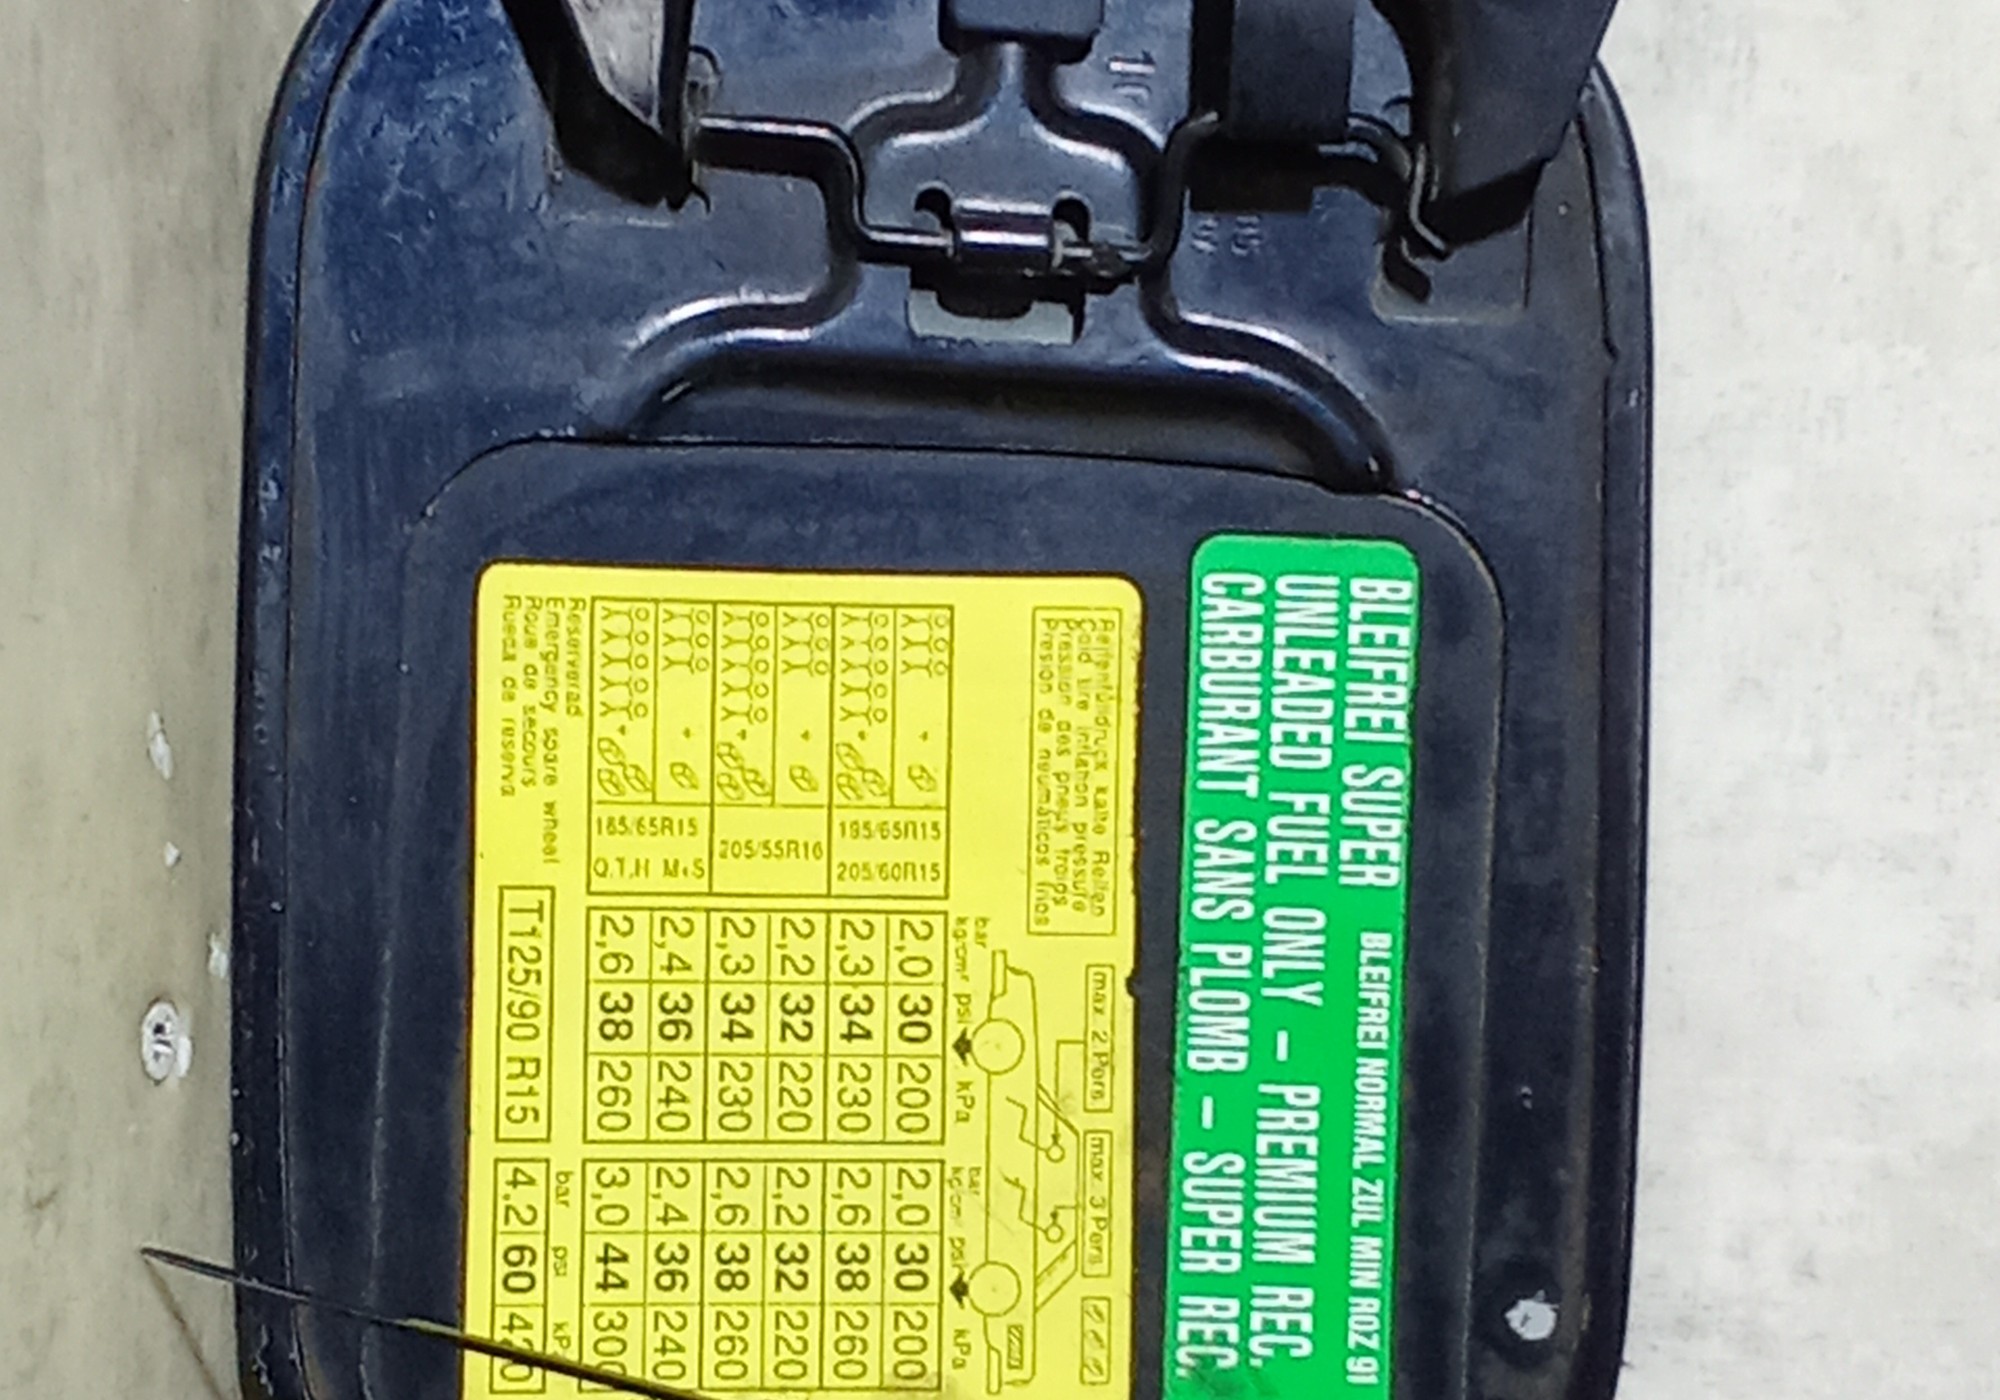 BLEIFREI SUPER BLEIFREI NORMAL ZUL MIN ROZ 91
UNLEADED FUEL ONLY – PREMIUM REC.
CARBURANT SANS PLOMB – SUPER REC.
Reifenfülldruck kalte Reifen
Cold tire inflation pressure
Pression des pneus froids
Presión de neumáticos fríos
max 2 Pers
max 3 Pers
bar
kg/cm² psi kPa
bar
kg/cm² psi kPa
195/65R15 2,0 30 200 2,0 30 200
205/60R15 2,3 34 230 2,6 38 260
205/55R16 2,2 32 220 2,2 32 220
2,3 34 230 2,6 38 260
185/65R15 2,4 36 240 2,4 36 240
Q,T,H M+S 2,6 38 260 3,0 44 300
Reserverad
Emergency spare wheel
Roue de secours
Rueda de reserva
T125/90 R15
bar psi kPa
4.2 60 420